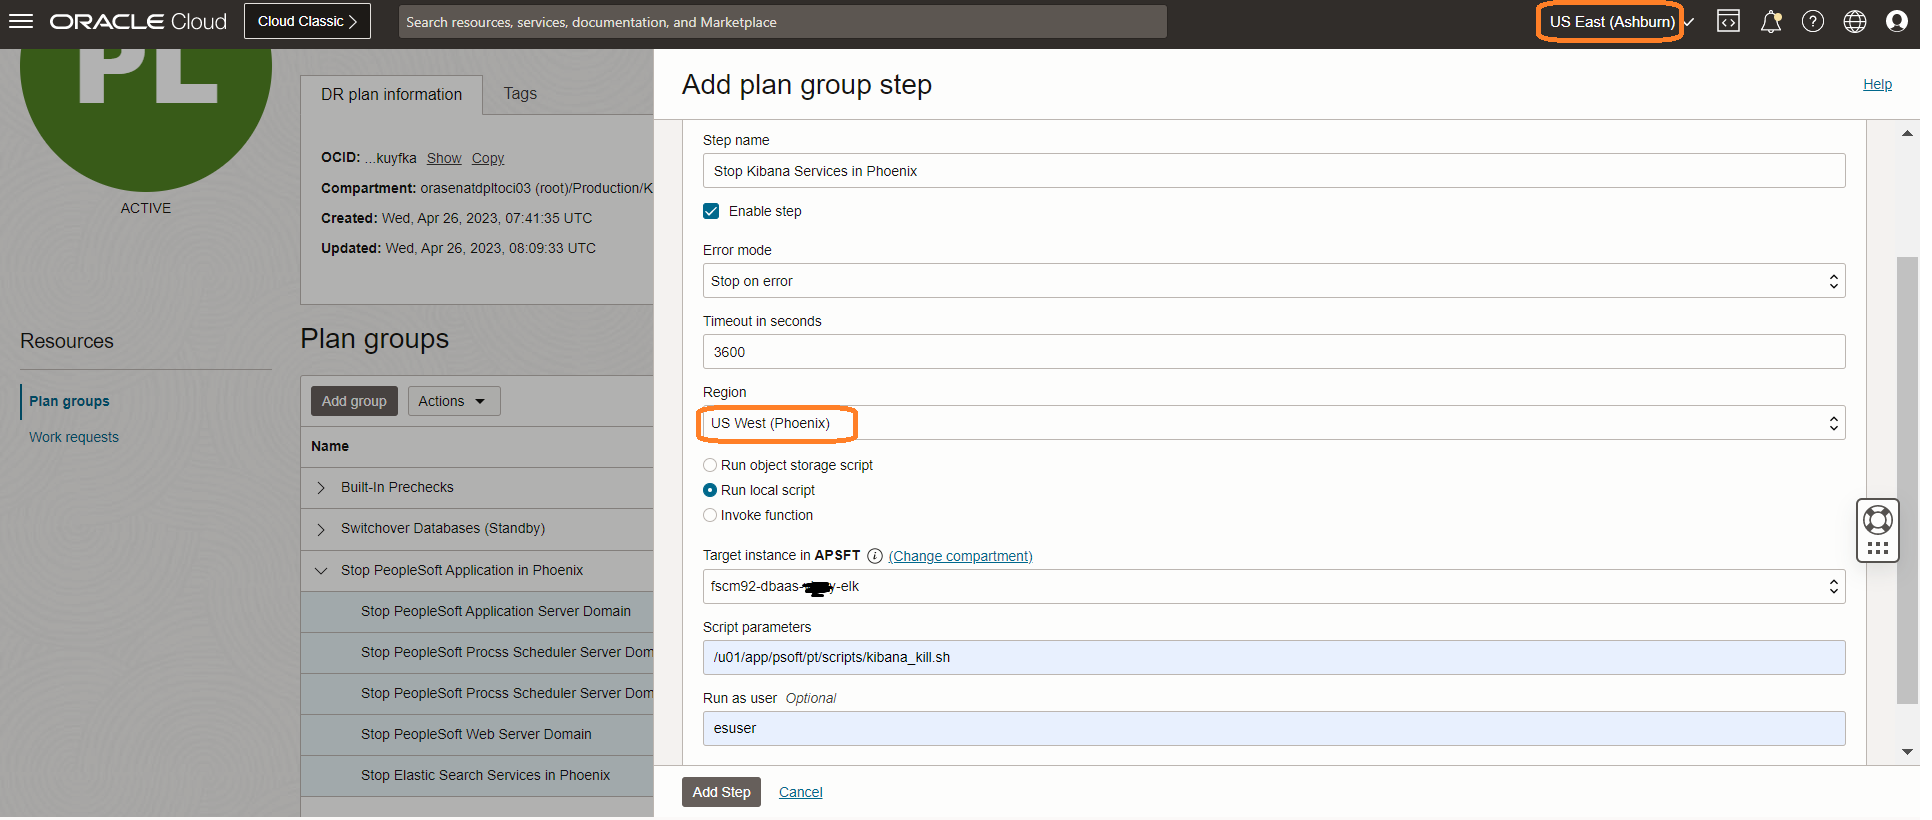 ORACLE Cloud
Cloud Classic
Search resources, services, documentation, and Marketplace
US East (Ashburn)
PL
ACTIVE
Resources
Plan groups
Work requests
DR plan information
Tags
OCID: ...kuyfka Show Copy
Compartment: orasenatdpltoci03 (root)/Production/K
Created: Wed, Apr 26, 2023, 07:41:35 UTC
Updated: Wed, Apr 26, 2023, 08:09:33 UTC
Plan groups
Add group
Actions
Name
Built-In Prechecks
Switchover Databases (Standby)
Stop PeopleSoft Application in Phoenix
Stop PeopleSoft Application Server Domain
Stop PeopleSoft Procss Scheduler Server Dom
Stop PeopleSoft Procss Scheduler Server Dom
Stop PeopleSoft Web Server Domain
Stop Elastic Search Services in Phoenix
Add plan group step
Help
Step name
Stop Kibana Services in Phoenix
Enable step
Error mode
Stop on error
Timeout in seconds
3600
Region
US West (Phoenix)
Run object storage script
Run local script
Invoke function
Target instance in APSFT (Change compartment)
fscm92-dbaas- y-elk
Script parameters
/u01/app/psoft/pt/scripts/kibana_kill.sh
Run as user Optional
esuser
Add Step
Cancel